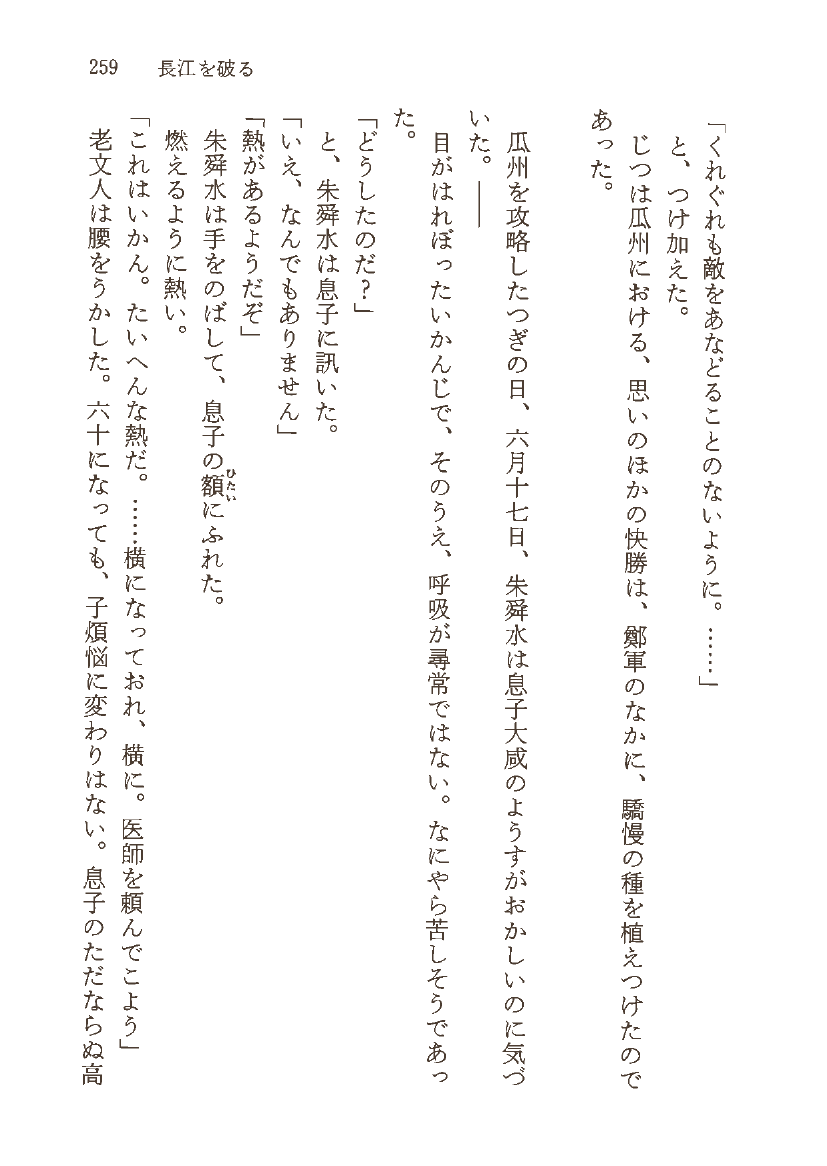 259 長江を破る
「くれぐれも敵をあなどることのないように。……」
と、つけ加えた。
じつは瓜州における、思いのほかの快勝は、鄭軍のなかに、驕慢の種を植えつけたので
あった。
瓜州を攻略したつぎの日、六月十七日、朱舜水は息子大咸のようすがおかしいのに気づ
いた。――
目がはれぼったいかんじで、そのうえ、呼吸が尋常ではない。なにやら苦しそうであっ
た。
「どうしたのだ？」
と、朱舜水は息子に訊いた。
「いえ、なんでもありません」
「熱があるようだぞ」
朱舜水は手をのばして、息子の額にふれた。
ひたい
燃えるように熱い。
「これはいかん。たいへんな熱だ。……横になっておれ、横に。医師を頼んでこよう」
老文人は腰をうかした。六十になっても、子煩悩に変わりはない。息子のただならぬ高